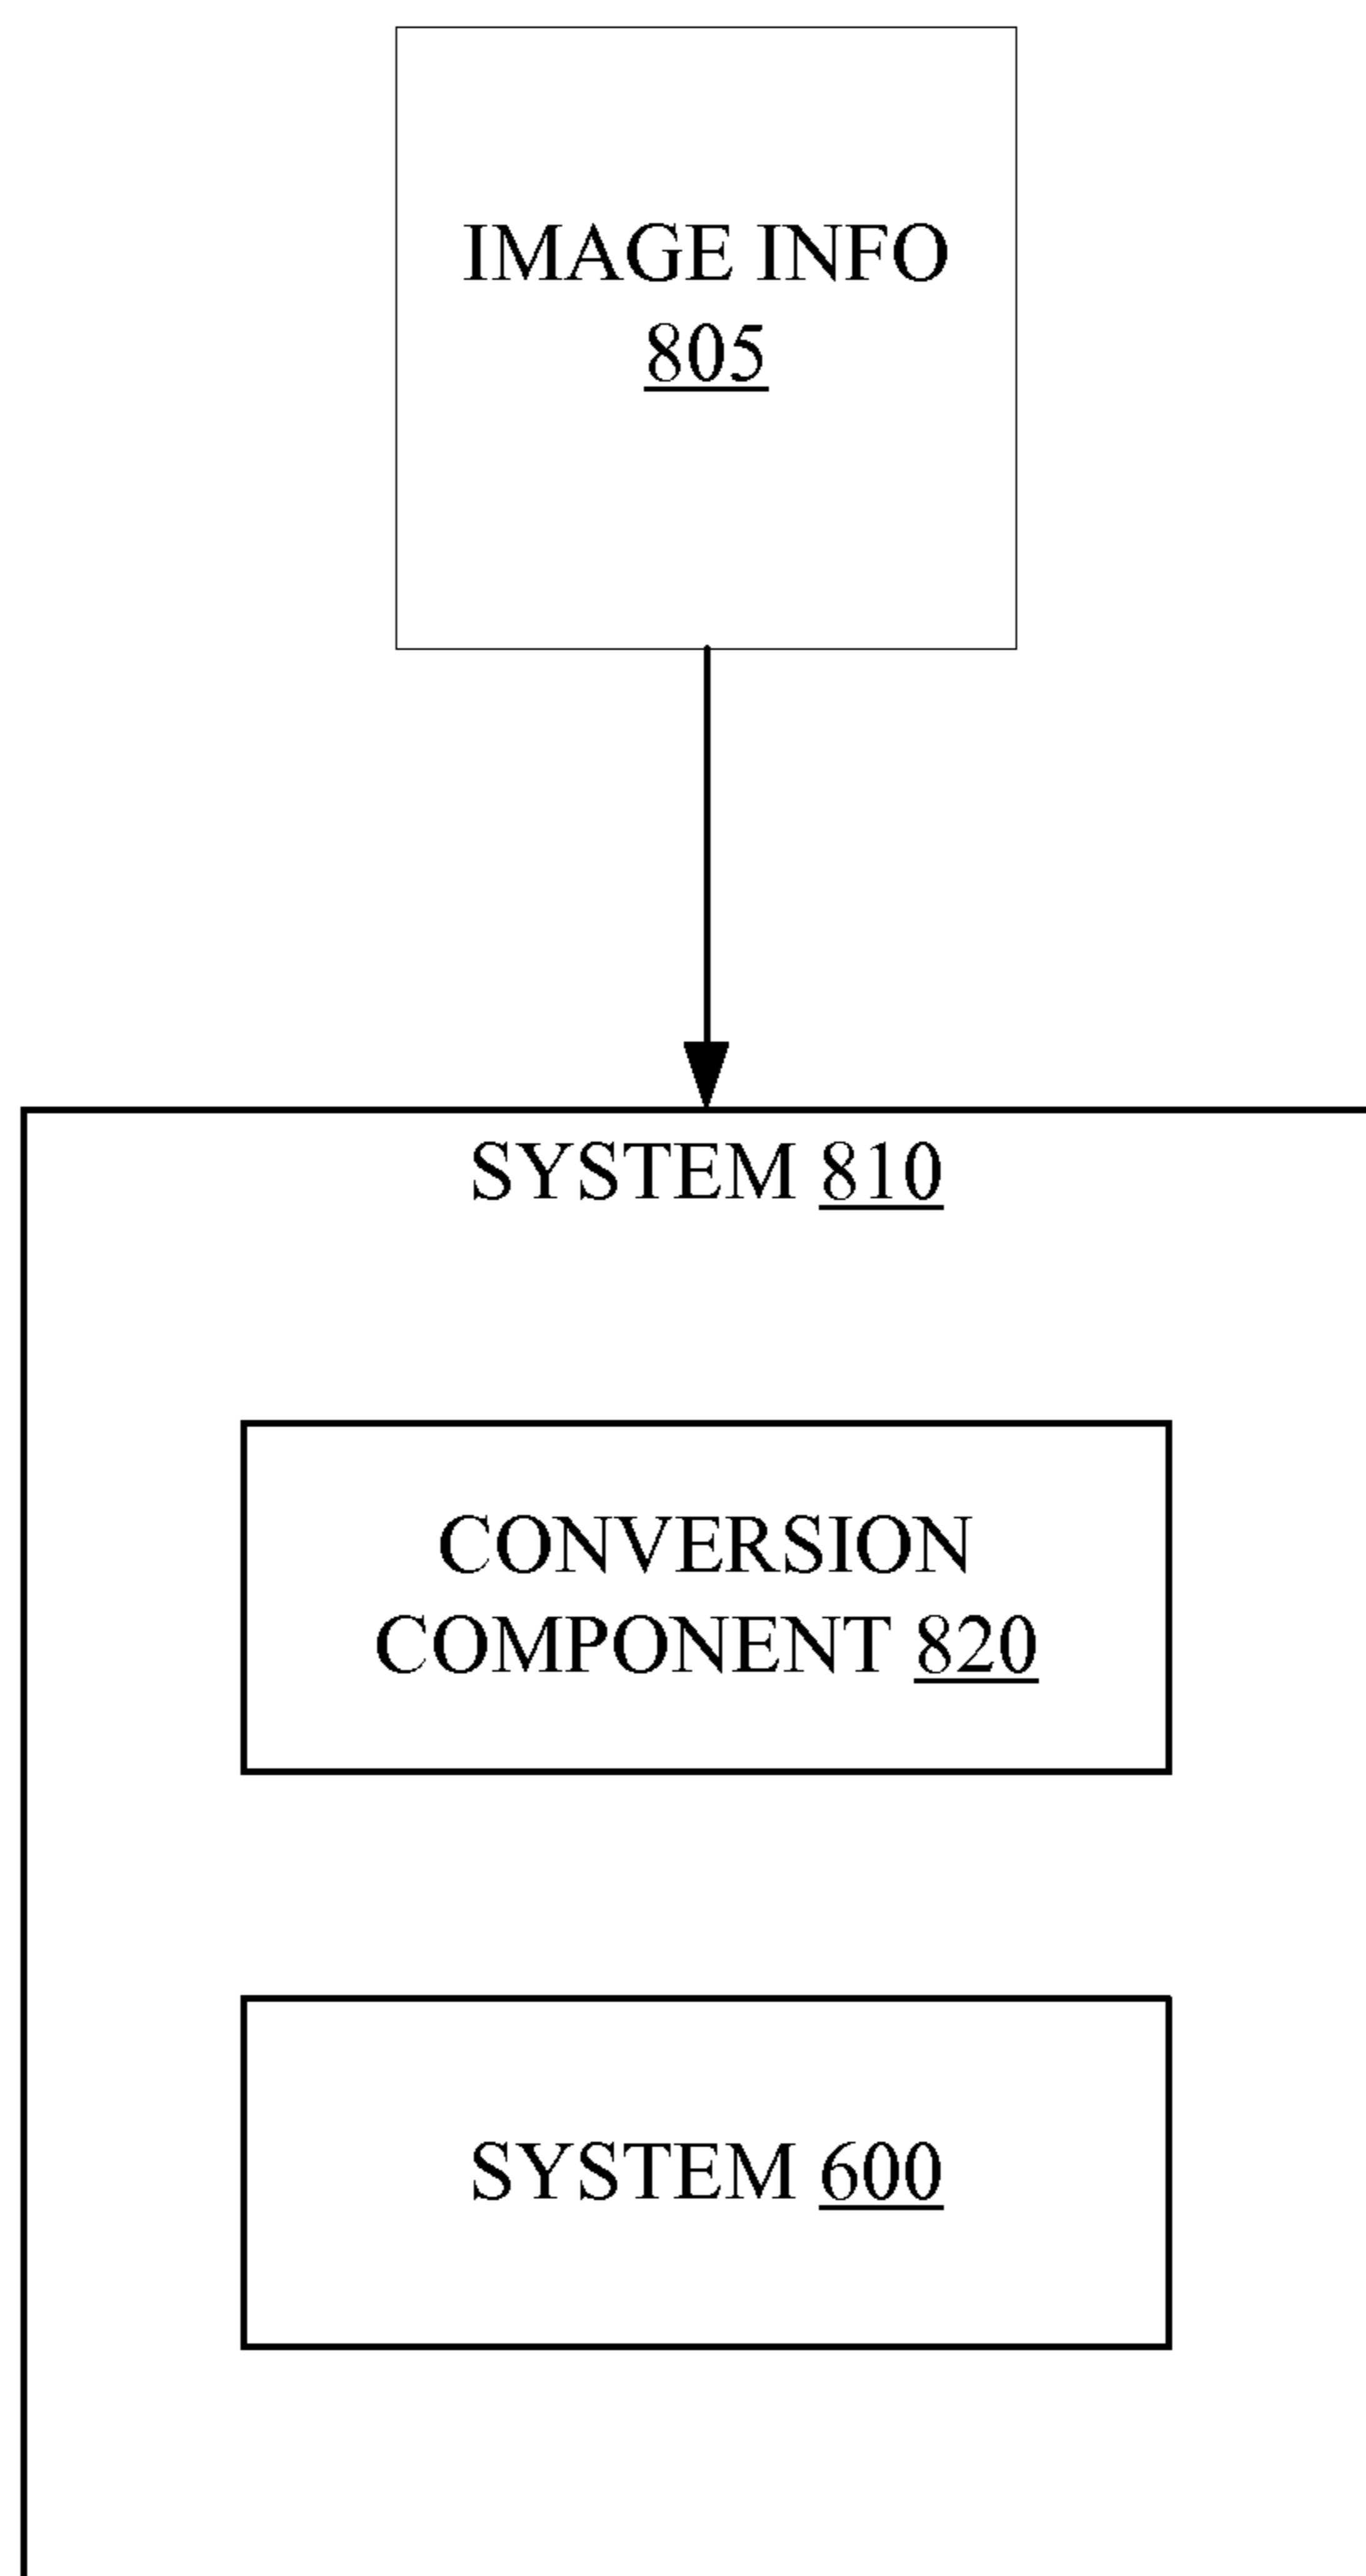 IMAGE INFO
805
SYSTEM 810
CONVERSION
COMPONENT 820
SYSTEM 600